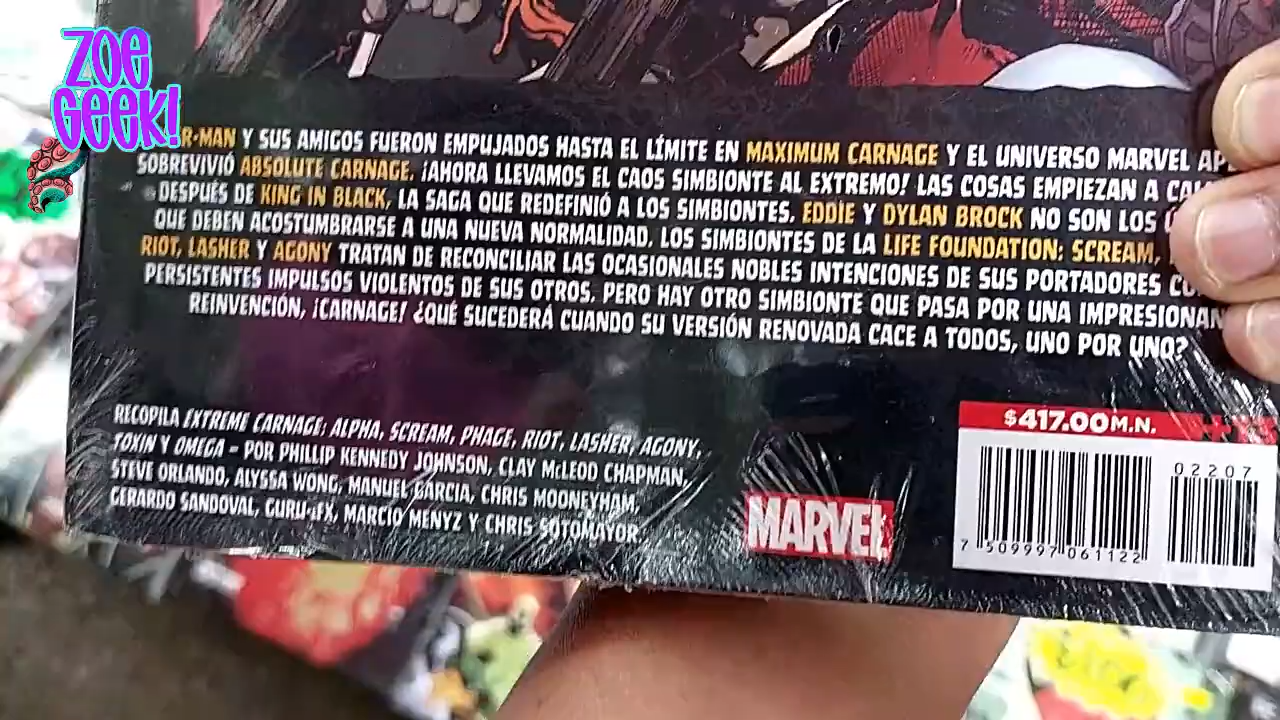 ZOE
GEEK!
R-MAN Y SUS AMIGOS FUERON EMPUJADOS HASTA EL LÍMITE EN MAXIMUM CARNAGE Y EL UNIVERSO MARVEL
SOBREVIVIÓ ABSOLUTE CARNAGE. ¡AHORA LLEVAMOS EL CAOS SIMBIONTE AL EXTREMO! LAS COSAS EMPIEZAN A
DESPUÉS DE KING IN BLACK, LA SAGA QUE REDEFINIÓ A LOS SIMBIONTES. EDDIE Y DYLAN BROCK NO SON LOS
QUE DEBEN ACOSTUMBRARSE A UNA NUEVA NORMALIDAD. LOS SIMBIONTES DE LA LIFE FOUNDATION: SCREAM,
RIOT, LASHER Y AGONY TRATAN DE RECONCILIAR LAS OCASIONALES NOBLES INTENCIONES DE SUS PORTADORES
PERSISTENTES IMPULSOS VIOLENTOS DE SUS OTROS. PERO HAY OTRO SIMBIONTE QUE PASA POR UNA IMPRESIONAN
REINVENCIÓN, ¡CARNAGE! ¿QUÉ SUCEDERÁ CUANDO SU VERSIÓN RENOVADA CACE A TODOS, UNO POR UNO?
RECOPILA EXTREME CARNAGE: ALPHA, SCREAM, PHAGE, RIOT, LASHER, AGONY,
TOXIN Y OMEGA – POR PHILLIP KENNEDY JOHNSON, CLAY McLEOD CHAPMAN,
STEVE ORLANDO, ALYSSA WONG, MANUEL GARCIA, CHRIS MOONEYHAM,
GERARDO SANDOVAL, GURU-eFX, MARCIO MENYZ Y CHRIS SOTOMAYOR.
MARVEL
$417.00 M.N.
02207
7 509997 061122